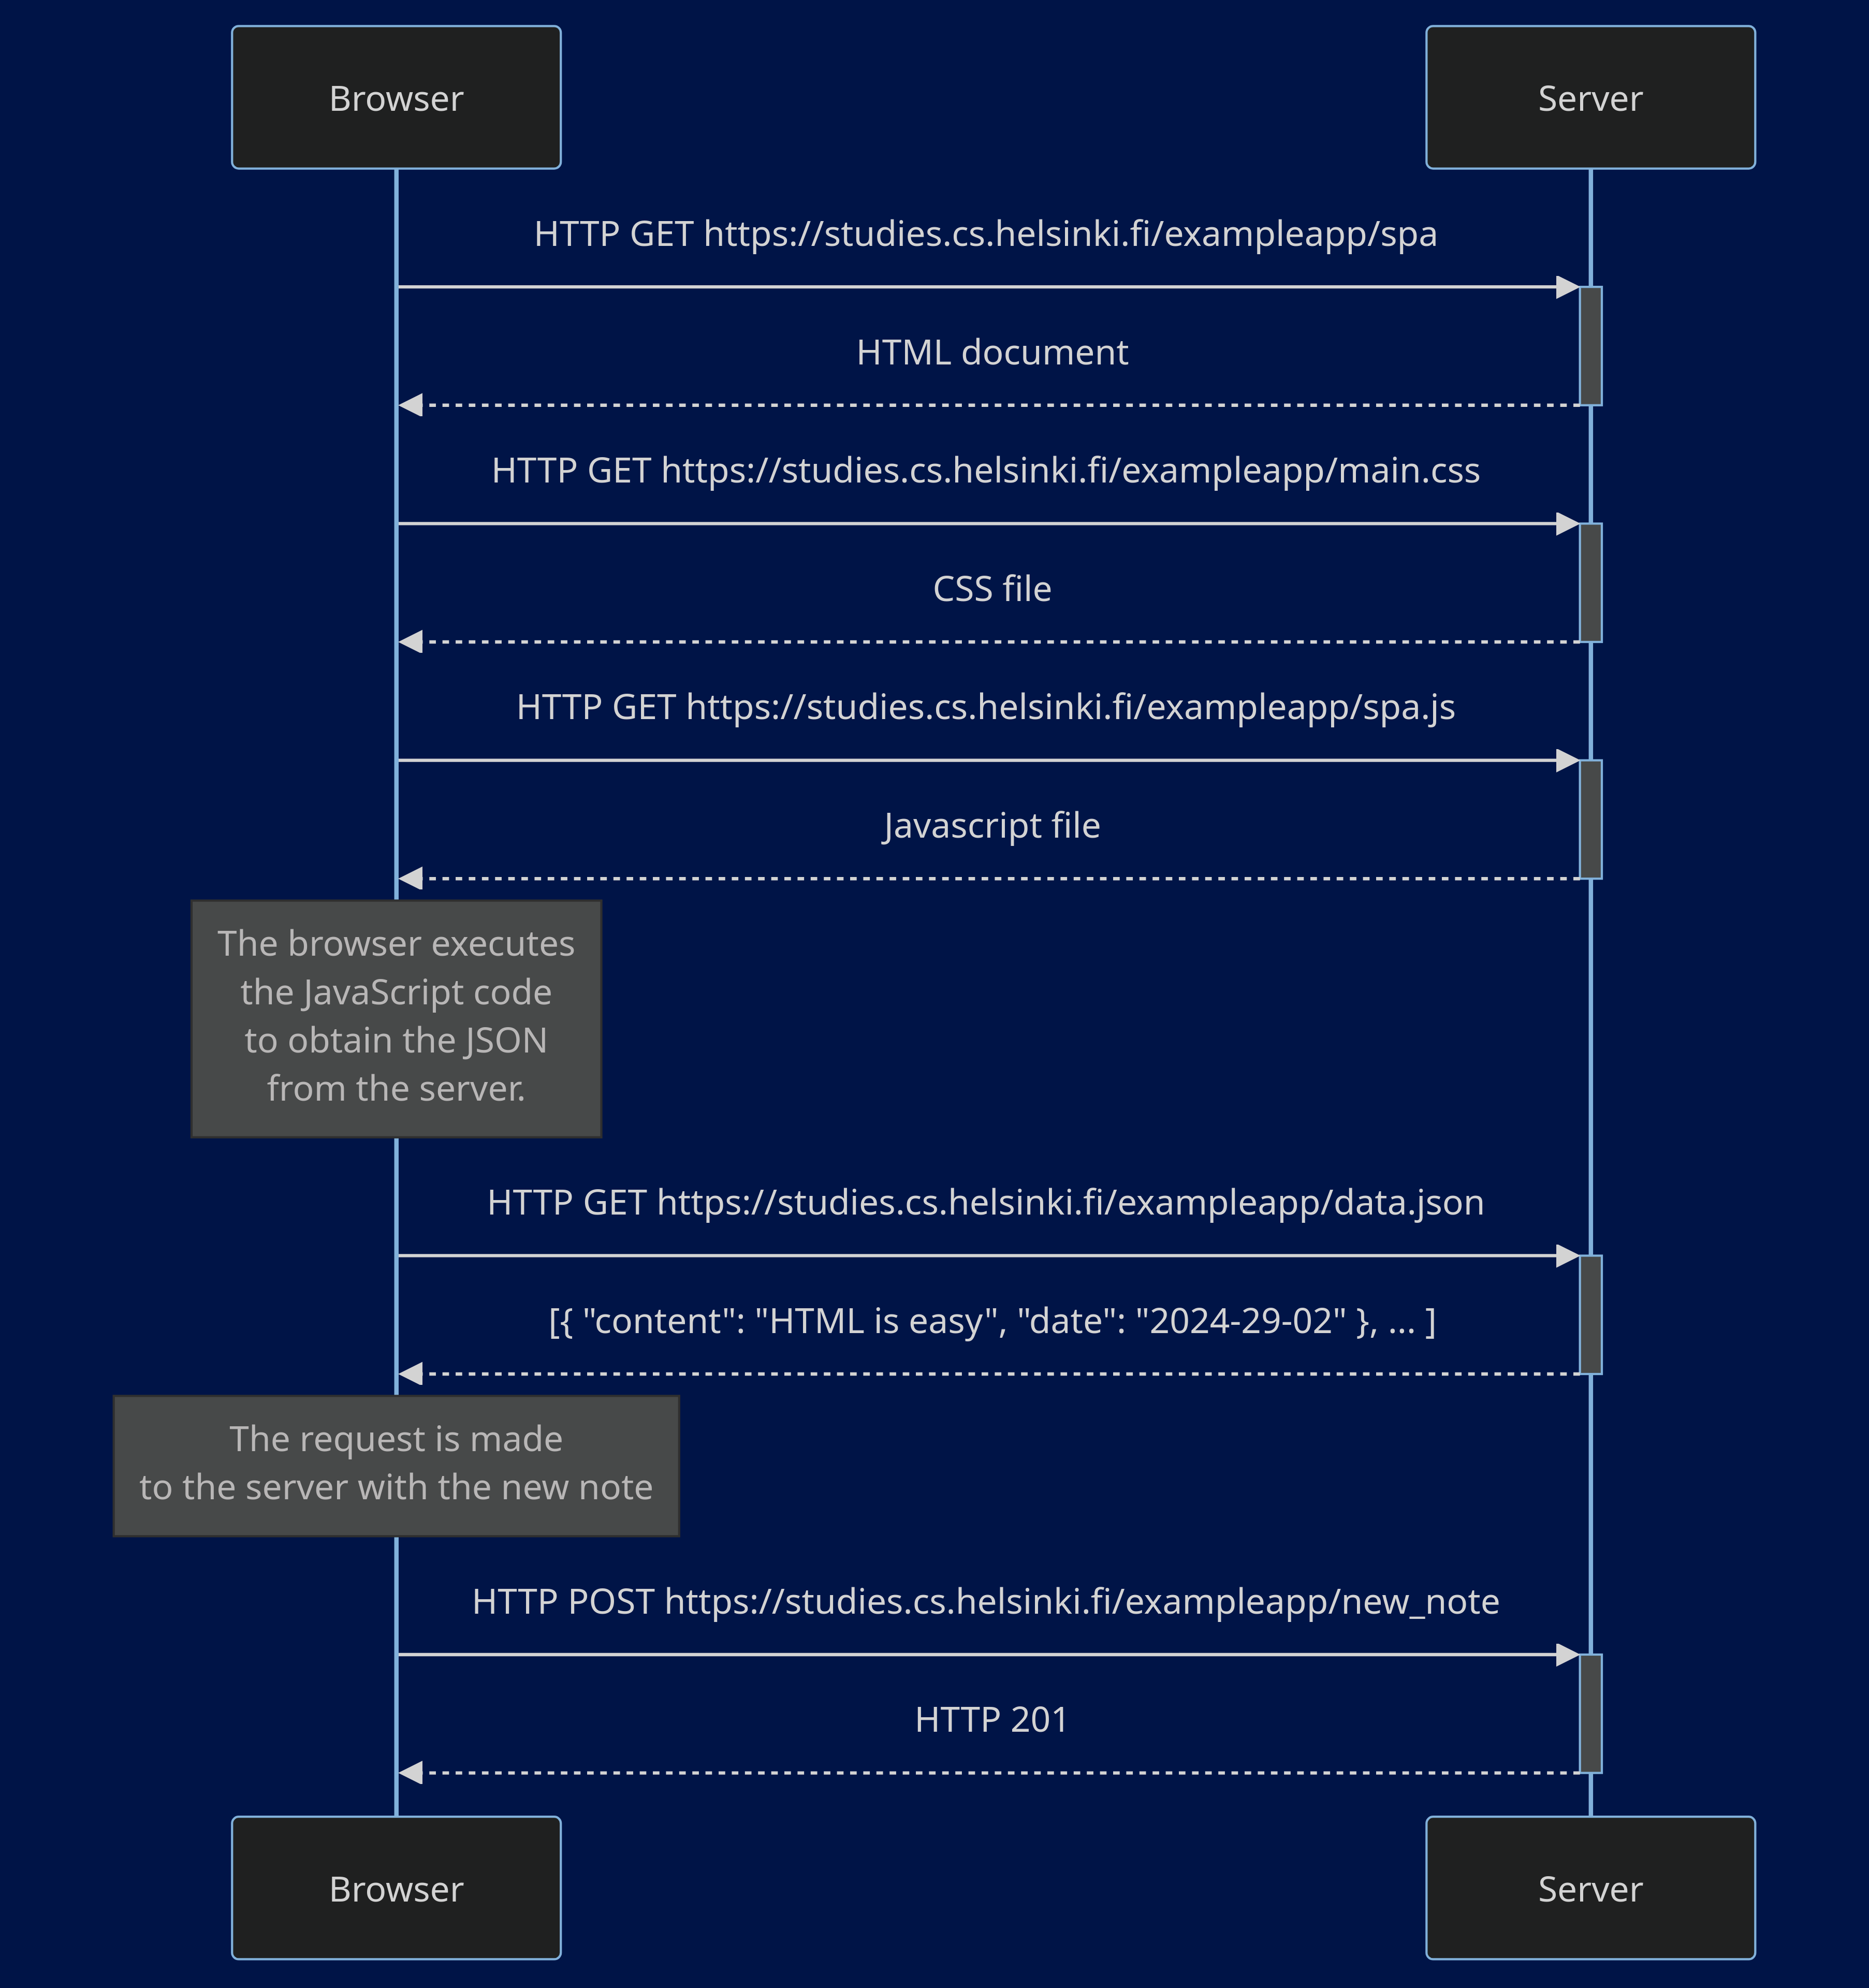 Browser
Server
HTTP GET https://studies.cs.helsinki.fi/exampleapp/spa
HTML document
HTTP GET https://studies.cs.helsinki.fi/exampleapp/main.css
CSS file
HTTP GET https://studies.cs.helsinki.fi/exampleapp/spa.js
Javascript file
The browser executes
the JavaScript code
to obtain the JSON
from the server.
HTTP GET https://studies.cs.helsinki.fi/exampleapp/data.json
[{ "content": "HTML is easy", "date": "2024-29-02" }, ... ]
The request is made
to the server with the new note
HTTP POST https://studies.cs.helsinki.fi/exampleapp/new_note
HTTP 201
Browser
Server